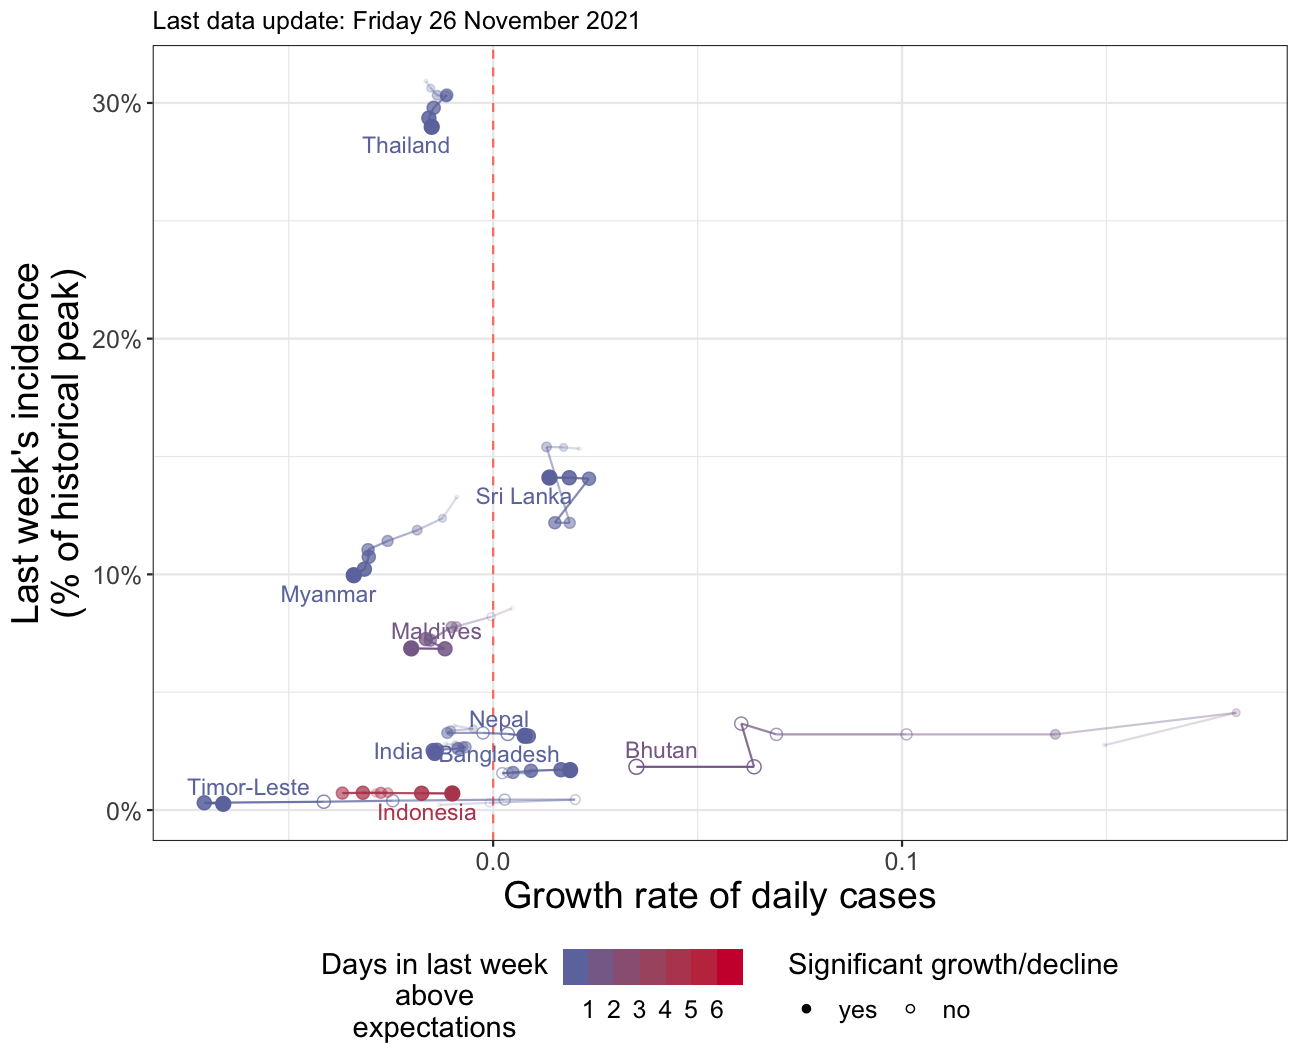 Last data update: Friday 26 November 2021
Last week's incidence
(% of historical peak)
30%
20%
10%
0%
Thailand
Sri Lanka
Myanmar
Maldives
Nepal
India
Bangladesh
Bhutan
Timor-Leste
Indonesia
0.0
0.1
Growth rate of daily cases
Days in last week
above
expectations
1 2 3 4 5 6
Significant growth/decline
yes
no